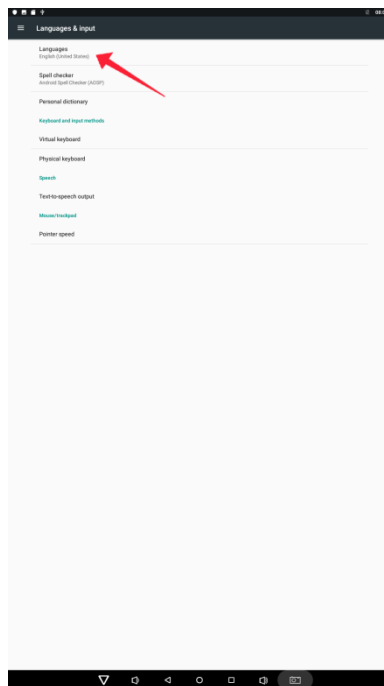 Languages & input
Languages
English (United States)
Spell checker
Android Spell Checker (AOSP)
Personal dictionary
Keyboard and input methods
Virtual keyboard
Physical keyboard
Speech
Text-to-speech output
Mouse/trackpad
Pointer speed